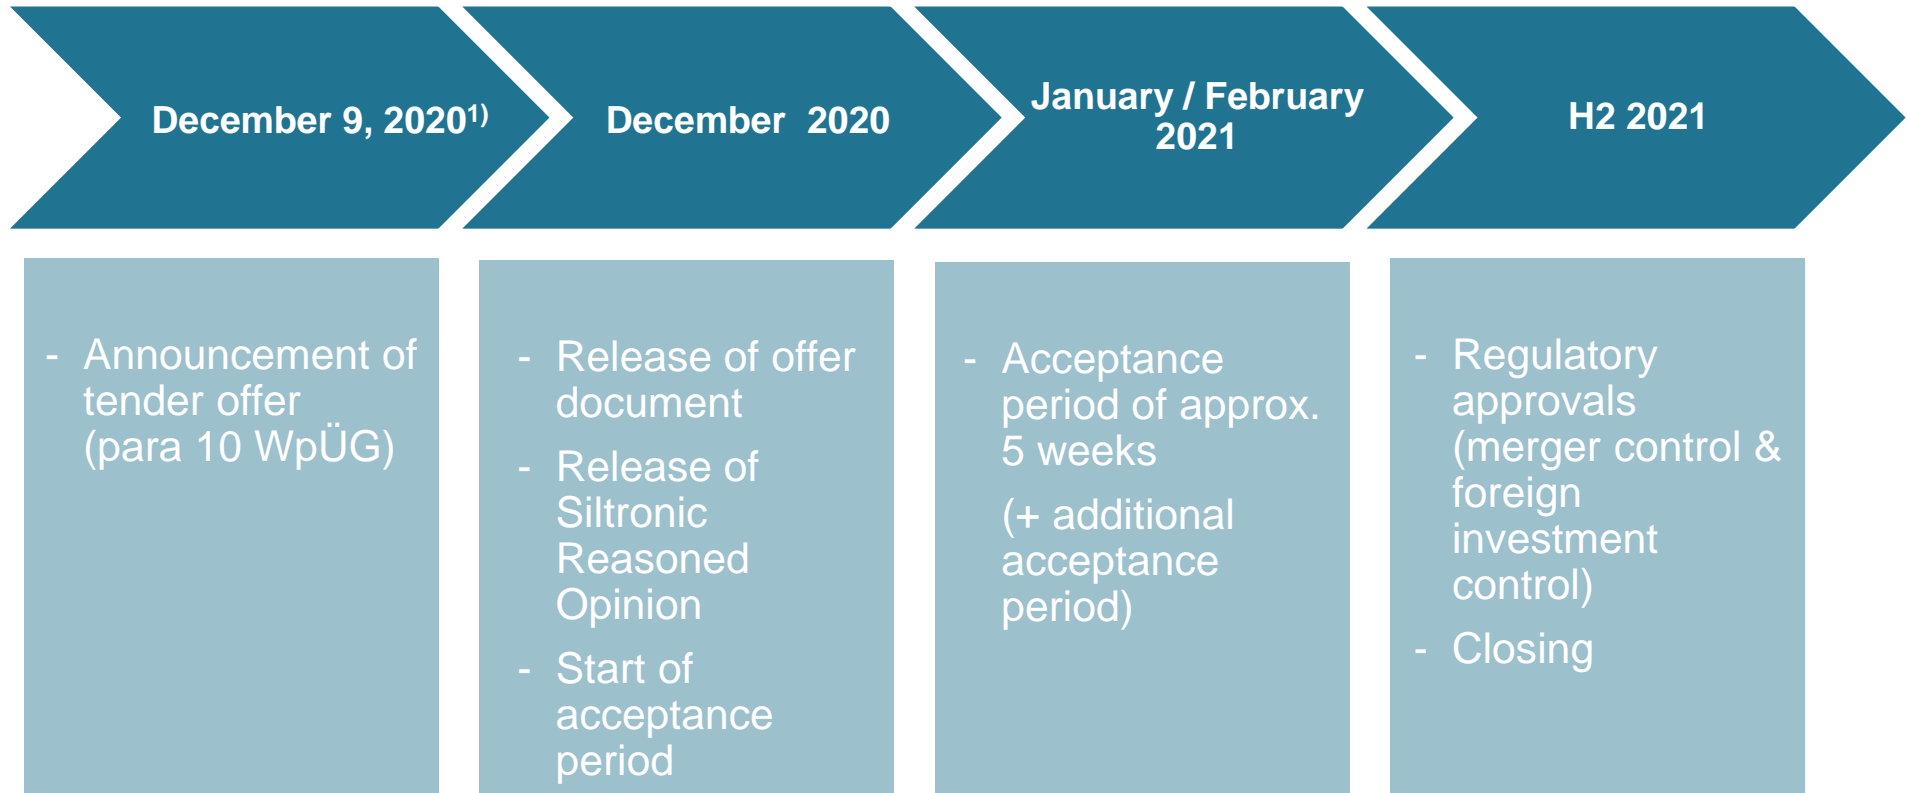 December 9, 2020¹⁾
December 2020
January / February
2021
H2 2021
- Announcement of
tender offer
(para 10 WpÜG)
- Release of offer
document
- Release of
Siltronic
Reasoned
Opinion
- Start of
acceptance
period
- Acceptance
period of approx.
5 weeks
(+ additional
acceptance
period)
- Regulatory
approvals
(merger control &
foreign
investment
control)
- Closing